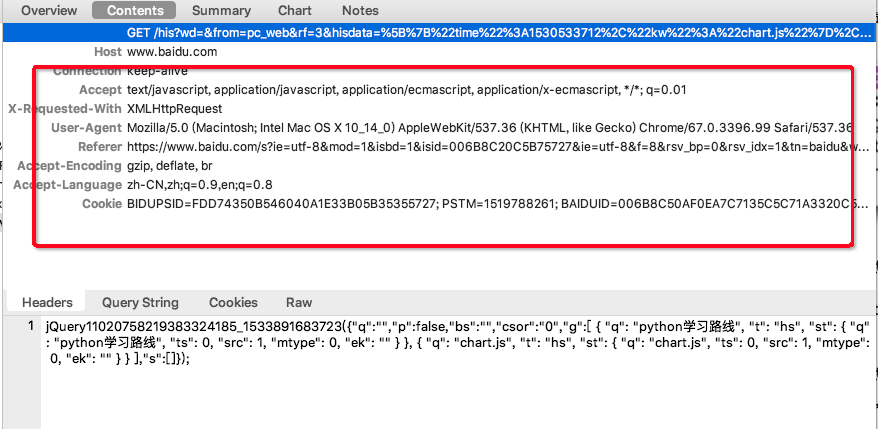 Overview Contents Summary Chart Notes
GET /his?wd=&from=pc_web&rf=3&hisdata=%5B%7B%22time%22%3A1530533712%2C%22kw%22%3A%22chart.js%22%7D%2C...
Host www.baidu.com
Connection keep-alive
Accept text/javascript, application/javascript, application/ecmascript, application/x-ecmascript, */*; q=0.01
X-Requested-With XMLHttpRequest
User-Agent Mozilla/5.0 (Macintosh; Intel Mac OS X 10_14_0) AppleWebKit/537.36 (KHTML, like Gecko) Chrome/67.0.3396.99 Safari/537.36
Referer https://www.baidu.com/s?ie=utf-8&mod=1&isbd=1&isid=006B8C20C5B75727&ie=utf-8&f=8&rsv_bp=0&rsv_idx=1&tn=baidu&w...
Accept-Encoding gzip, deflate, br
Accept-Language zh-CN,zh;q=0.9,en;q=0.8
Cookie BIDUPSID=FDD74350B546040A1E33B05B35355727; PSTM=1519788261; BAIDUID=006B8C50AF0EA7C7135C5C71A3320C5...
Headers Query String Cookies Raw
1 jQuery11020758219383324185_1533891683723({"q":"","p":false,"bs":"","csor":"0","g":[ { "q": "python学习路线", "t": "hs", "st": { "q
": "python学习路线", "ts": 0, "src": 1, "mtype": 0, "ek": "" } }, { "q": "chart.js", "t": "hs", "st": { "q": "chart.js", "ts": 0, "src": 1, "mtype":
0, "ek": "" } } ],"s":[]});